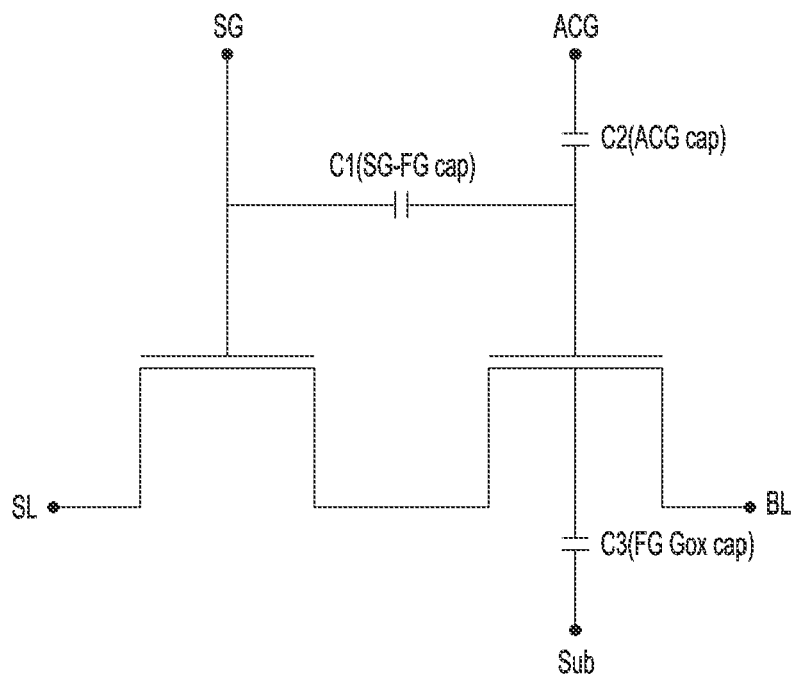 SG
ACG
C2(ACG cap)
C1(SG-FG cap)
SL
BL
C3(FG Gox cap)
Sub